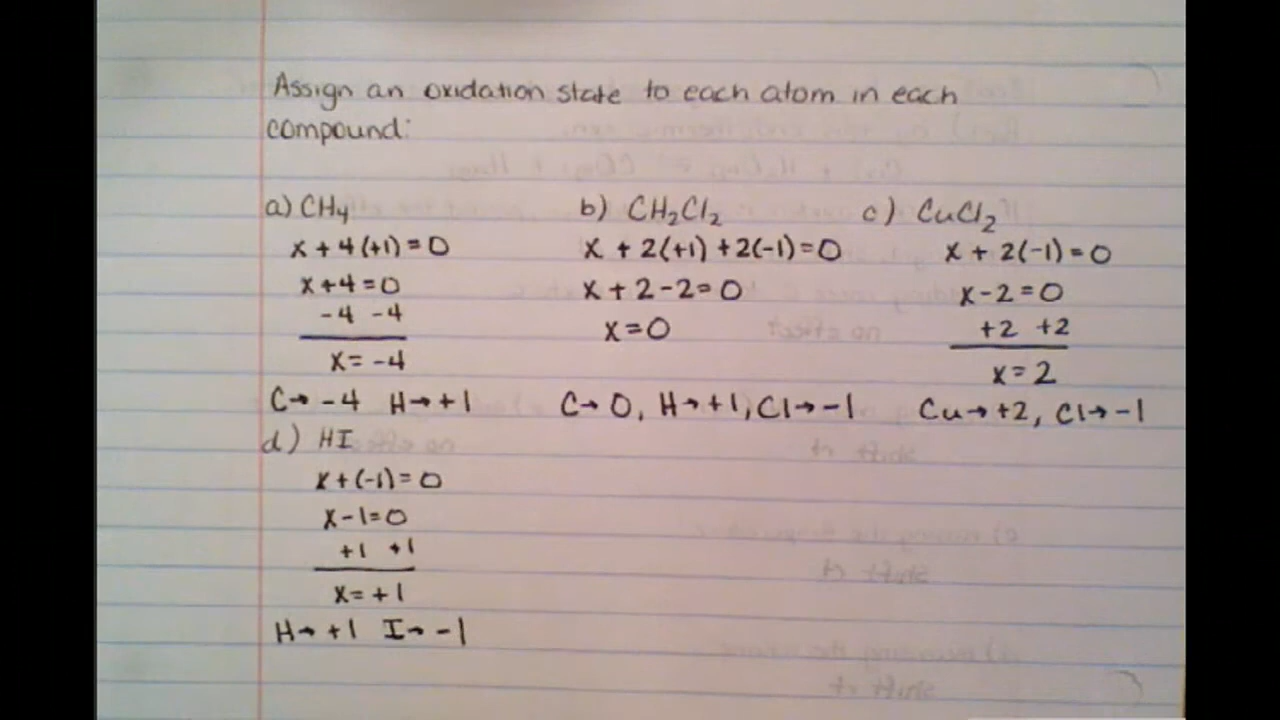 Assign an oxidation state to each atom in each
compound:
a) CH₄
x + 4(+1) = 0
x + 4 = 0
-4 -4
x = -4
C→ -4 H→ +1
b) CH₂Cl₂
x + 2(+1) + 2(-1) = 0
x + 2 - 2 = 0
x = 0
C→ 0, H→ +1, Cl→ -1
c) CuCl₂
x + 2(-1) = 0
x - 2 = 0
+2 +2
x = 2
Cu→ +2, Cl→ -1
d) HI
x + (-1) = 0
x - 1 = 0
+1 +1
x = +1
H→ +1 I→ -1